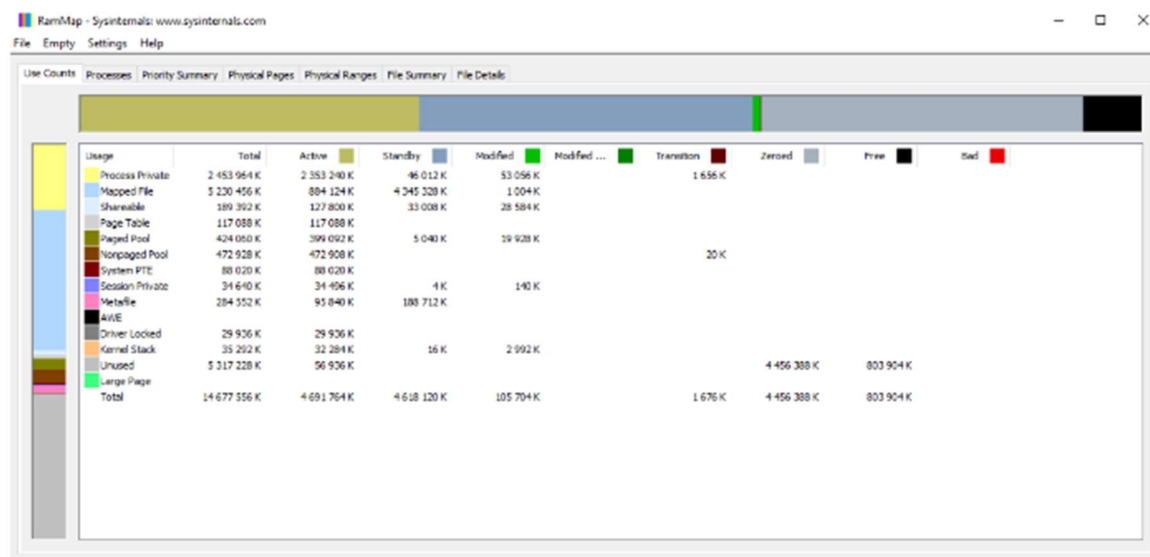 RamMap - Sysinternals: www.sysinternals.com
File Empty Settings Help
Use Counts Processes Priority Summary Physical Pages Physical Ranges File Summary File Details
Usage Total Active Standby Modified Modified ... Transition Zeroed Free Bad
Process Private 2 453 964 K 2 353 240 K 46 012 K 53 056 K 1 656 K
Mapped File 5 230 456 K 884 124 K 4 345 328 K 1 004 K
Shareable 189 392 K 127 800 K 33 008 K 28 584 K
Page Table 117 088 K 117 088 K
Paged Pool 424 060 K 399 092 K 5 040 K 19 928 K
Nonpaged Pool 472 928 K 472 908 K 20 K
System PTE 88 020 K 88 020 K
Session Private 34 640 K 34 496 K 4 K 140 K
Metafile 284 552 K 95 840 K 188 712 K
AWE
Driver Locked 29 936 K 29 936 K
Kernel Stack 35 292 K 32 284 K 16 K 2 992 K
Unused 5 317 228 K 56 936 K 4 456 388 K 803 904 K
Large Page
Total 14 677 556 K 4 691 764 K 4 618 120 K 105 704 K 1 676 K 4 456 388 K 803 904 K